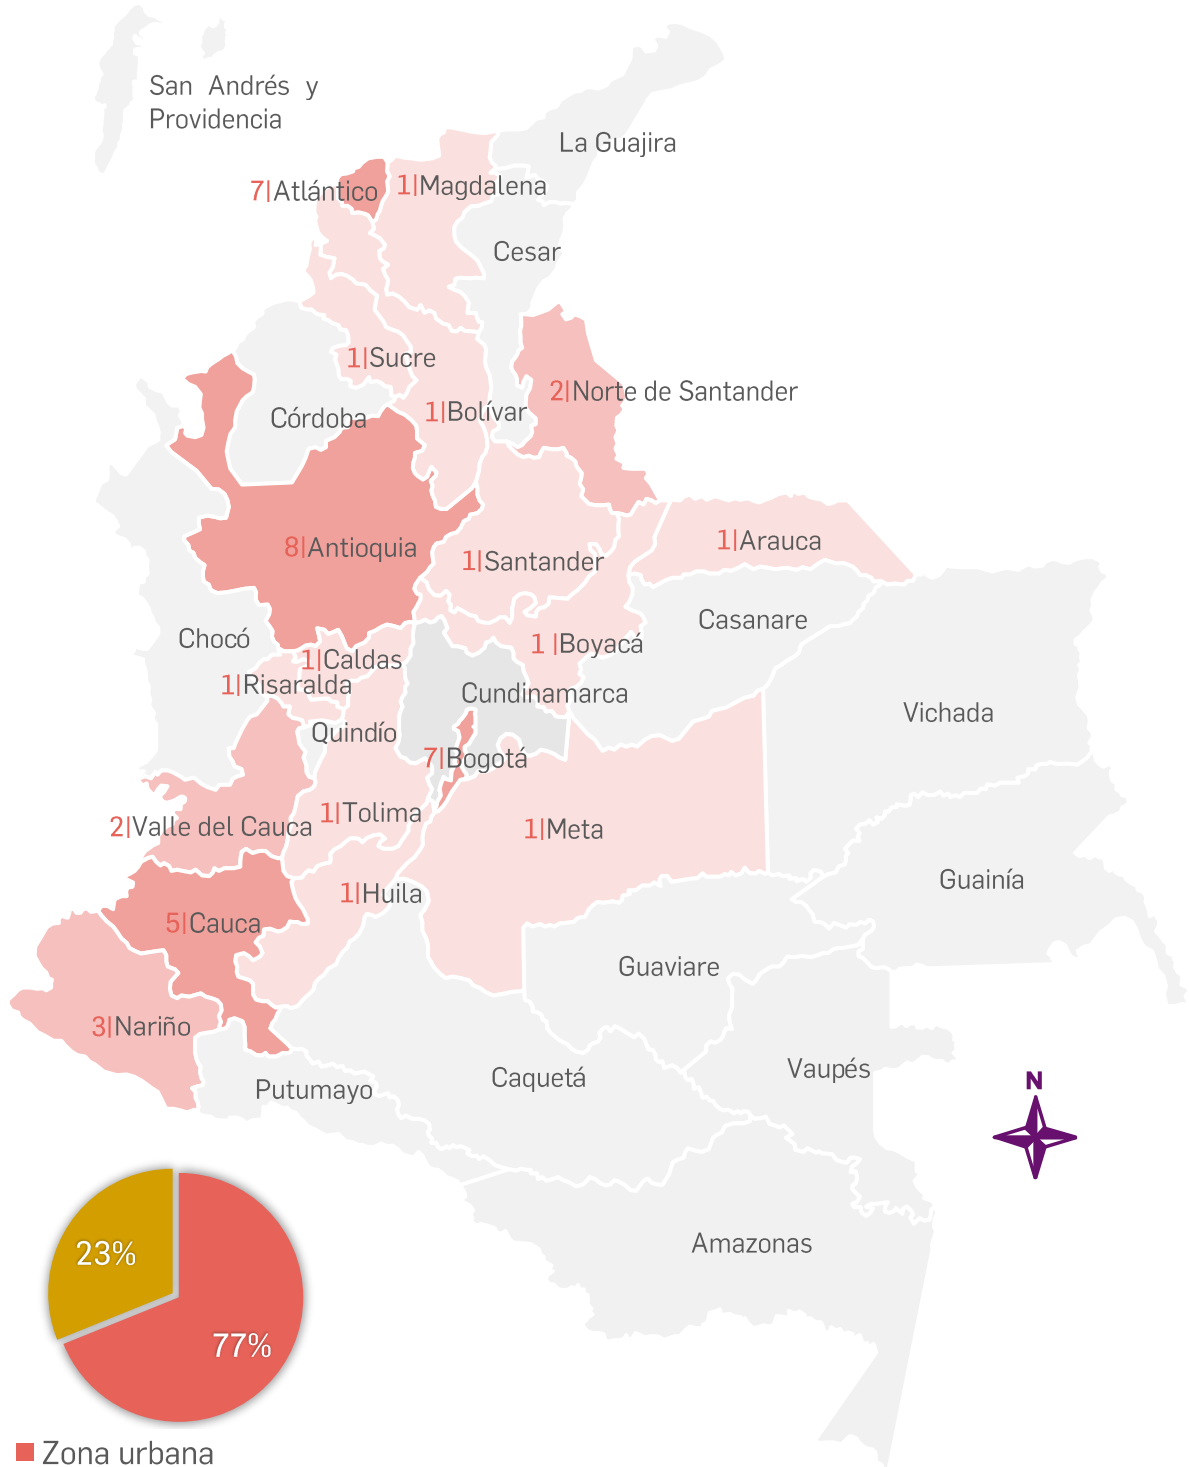 San Andrés y
Providencia
La Guajira
7|Atlántico
1|Magdalena
Cesar
1|Sucre
2|Norte de Santander
1|Bolívar
Córdoba
1|Arauca
8|Antioquia
1|Santander
Casanare
Chocó
1 |Boyacá
1|Caldas
1|Risaralda
Cundinamarca
Vichada
Quindío
7|Bogotá
1|Tolima
2|Valle del Cauca
1|Meta
Guainía
1|Huila
5|Cauca
Guaviare
3|Nariño
Vaupés
Caquetá
N
Putumayo
Amazonas
23%
77%
Zona urbana